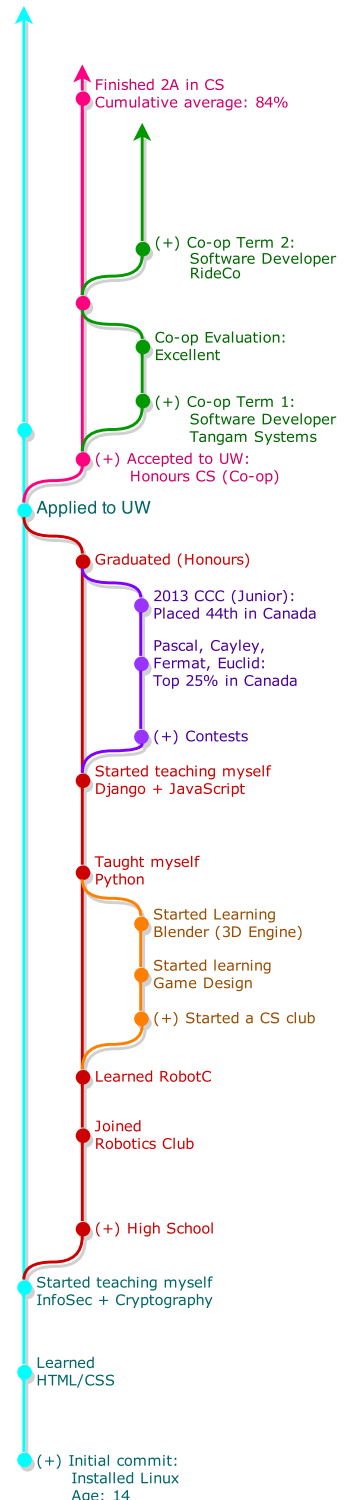 Finished 2A in CS
Cumulative average: 84%
(+) Co-op Term 2:
Software Developer
RideCo
Co-op Evaluation:
Excellent
(+) Co-op Term 1:
Software Developer
Tangam Systems
(+) Accepted to UW:
Honours CS (Co-op)
Applied to UW
Graduated (Honours)
2013 CCC (Junior):
Placed 44th in Canada
Pascal, Cayley,
Fermat, Euclid:
Top 25% in Canada
(+) Contests
Started teaching myself
Django + JavaScript
Taught myself
Python
Started Learning
Blender (3D Engine)
Started learning
Game Design
(+) Started a CS club
Learned RobotC
Joined
Robotics Club
(+) High School
Started teaching myself
InfoSec + Cryptography
Learned
HTML/CSS
(+) Initial commit:
Installed Linux
Age: 14